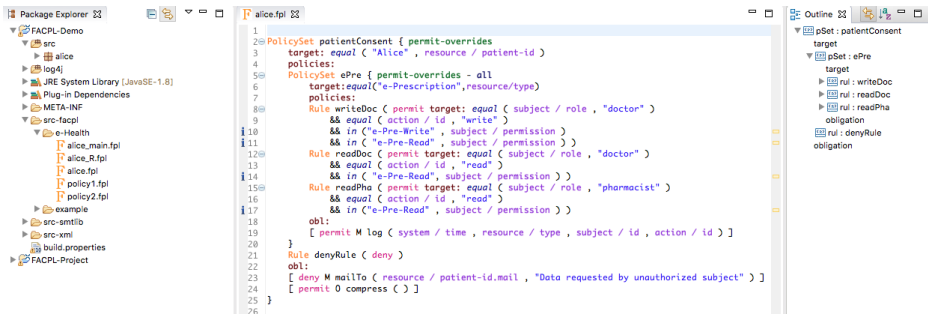 Package Explorer
FACPL-Demo
src
alice
log4j
JRE System Library [JavaSE-1.8]
Plug-in Dependencies
META-INF
src-facpl
e-Health
alice_main.fpl
alice_R.fpl
alice.fpl
policy1.fpl
policy2.fpl
example
src-smtlib
src-xml
build.properties
FACPL-Project
alice.fpl
1
2 PolicySet patientConsent { permit-overrides
3 target: equal ( "Alice" , resource / patient-id )
4 policies:
5 PolicySet ePre { permit-overrides - all
6 target:equal("e-Prescription",resource/type)
7 policies:
8 Rule writeDoc ( permit target: equal ( subject / role , "doctor" )
9 && equal ( action / id , "write" )
10 && in ("e-Pre-Write" , subject / permission )
11 && in ("e-Pre-Read" , subject / permission ) )
12 Rule readDoc ( permit target: equal ( subject / role , "doctor" )
13 && equal ( action / id , "read" )
14 && in ( "e-Pre-Read", subject / permission ) )
15 Rule readPha ( permit target: equal ( subject / role , "pharmacist" )
16 && equal ( action / id , "read" )
17 && in ("e-Pre-Read" , subject / permission ) )
18 obl:
19 [ permit M log ( system / time , resource / type , subject / id , action / id ) ]
20 }
21 Rule denyRule ( deny )
22 obl:
23 [ deny M mailTo ( resource / patient-id.mail , "Data requested by unauthorized subject" ) ]
24 [ permit O compress ( ) ]
25 }
26
Outline
pSet : patientConsent
target
pSet : ePre
target
rul : writeDoc
rul : readDoc
rul : readPha
obligation
rul : denyRule
obligation